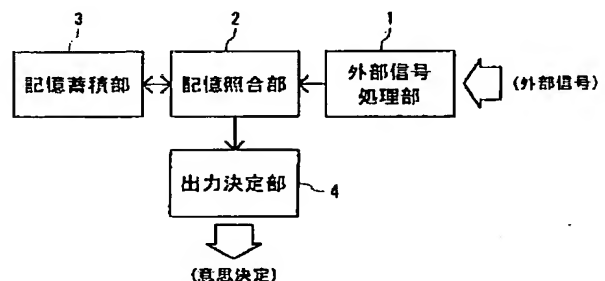 3
2
1
記憶蓄積部
記憶照合部
外部信号
処理部
(外部信号)
出力決定部
4
(意思決定)